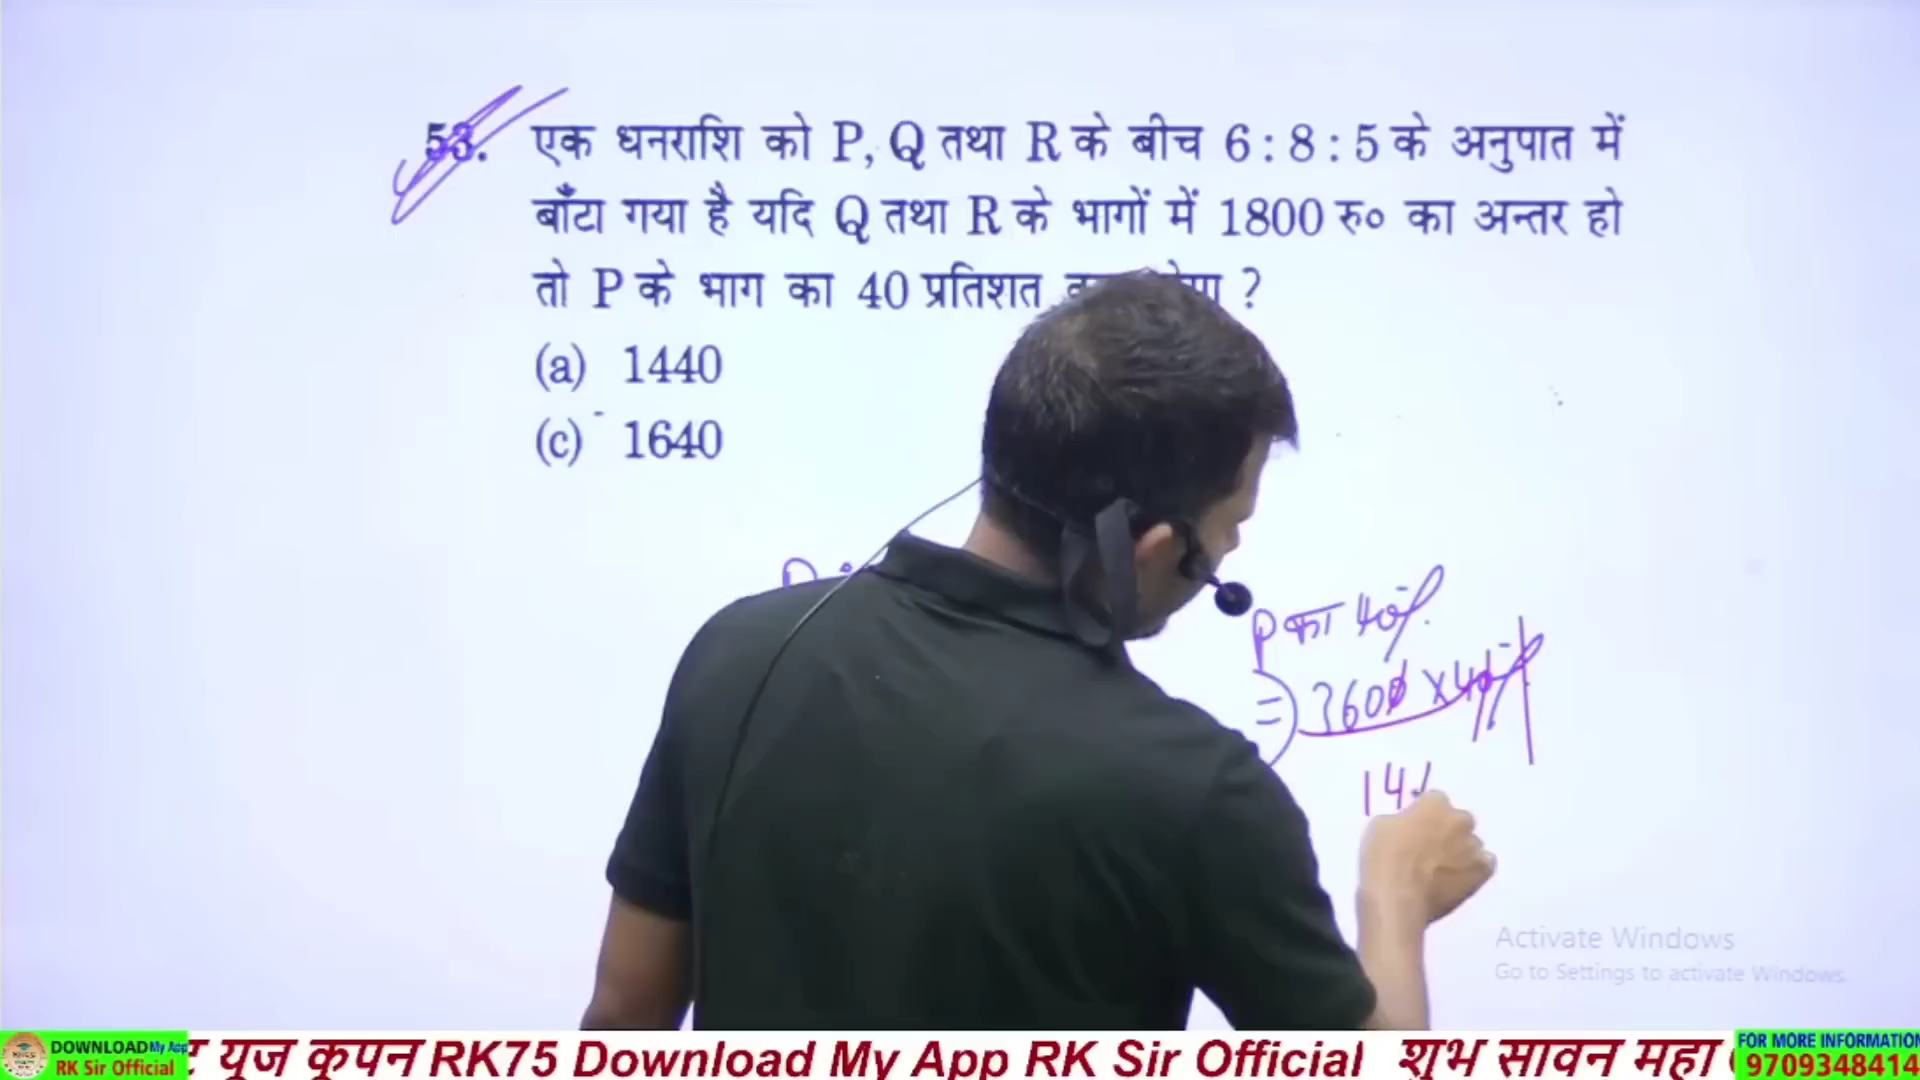 53. एक धनराशि को P, Q तथा R के बीच 6 : 8 : 5 के अनुपात में
बाँटा गया है यदि Q तथा R के भागों में 1800 रु० का अन्तर हो
तो P के भाग का 40 प्रतिशत ?
(a) 1440
(c) 1640
P का 40%
= 3600 × 40%
14
Activate Windows
Go to Settings to activate Windows.
DOWNLOAD My App
RK Sir Official
यूज कूपन RK75 Download My App RK Sir Official शुभ सावन महा
FOR MORE INFORMATION
9709348414